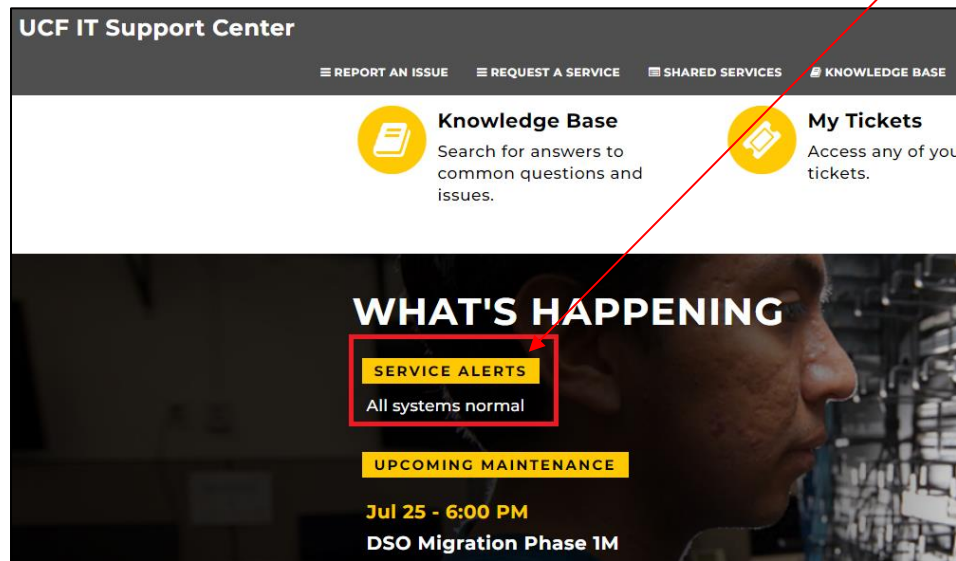 UCF IT Support Center
REPORT AN ISSUE REQUEST A SERVICE SHARED SERVICES KNOWLEDGE BASE
Knowledge Base
Search for answers to
common questions and
issues.
My Tickets
Access any of you
tickets.
WHAT'S HAPPENING
SERVICE ALERTS
All systems normal
UPCOMING MAINTENANCE
Jul 25 - 6:00 PM
DSO Migration Phase 1M